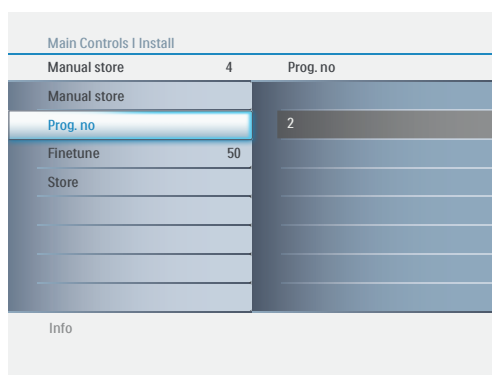 Main Controls I Install
Manual store 4 Prog. no
Manual store
Prog. no 2
Finetune 50
Store
Info